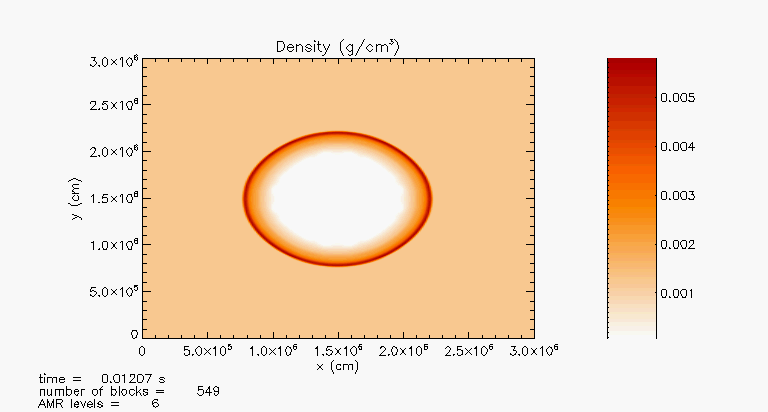 Density (g/cm³)
3.0×10⁶
2.5×10⁶
2.0×10⁶
1.5×10⁶
1.0×10⁶
5.0×10⁵
0
y (cm)
0 5.0×10⁵ 1.0×10⁶ 1.5×10⁶ 2.0×10⁶ 2.5×10⁶ 3.0×10⁶
x (cm)
0.005
0.004
0.003
0.002
0.001
time = 0.01207 s
number of blocks = 549
AMR levels = 6